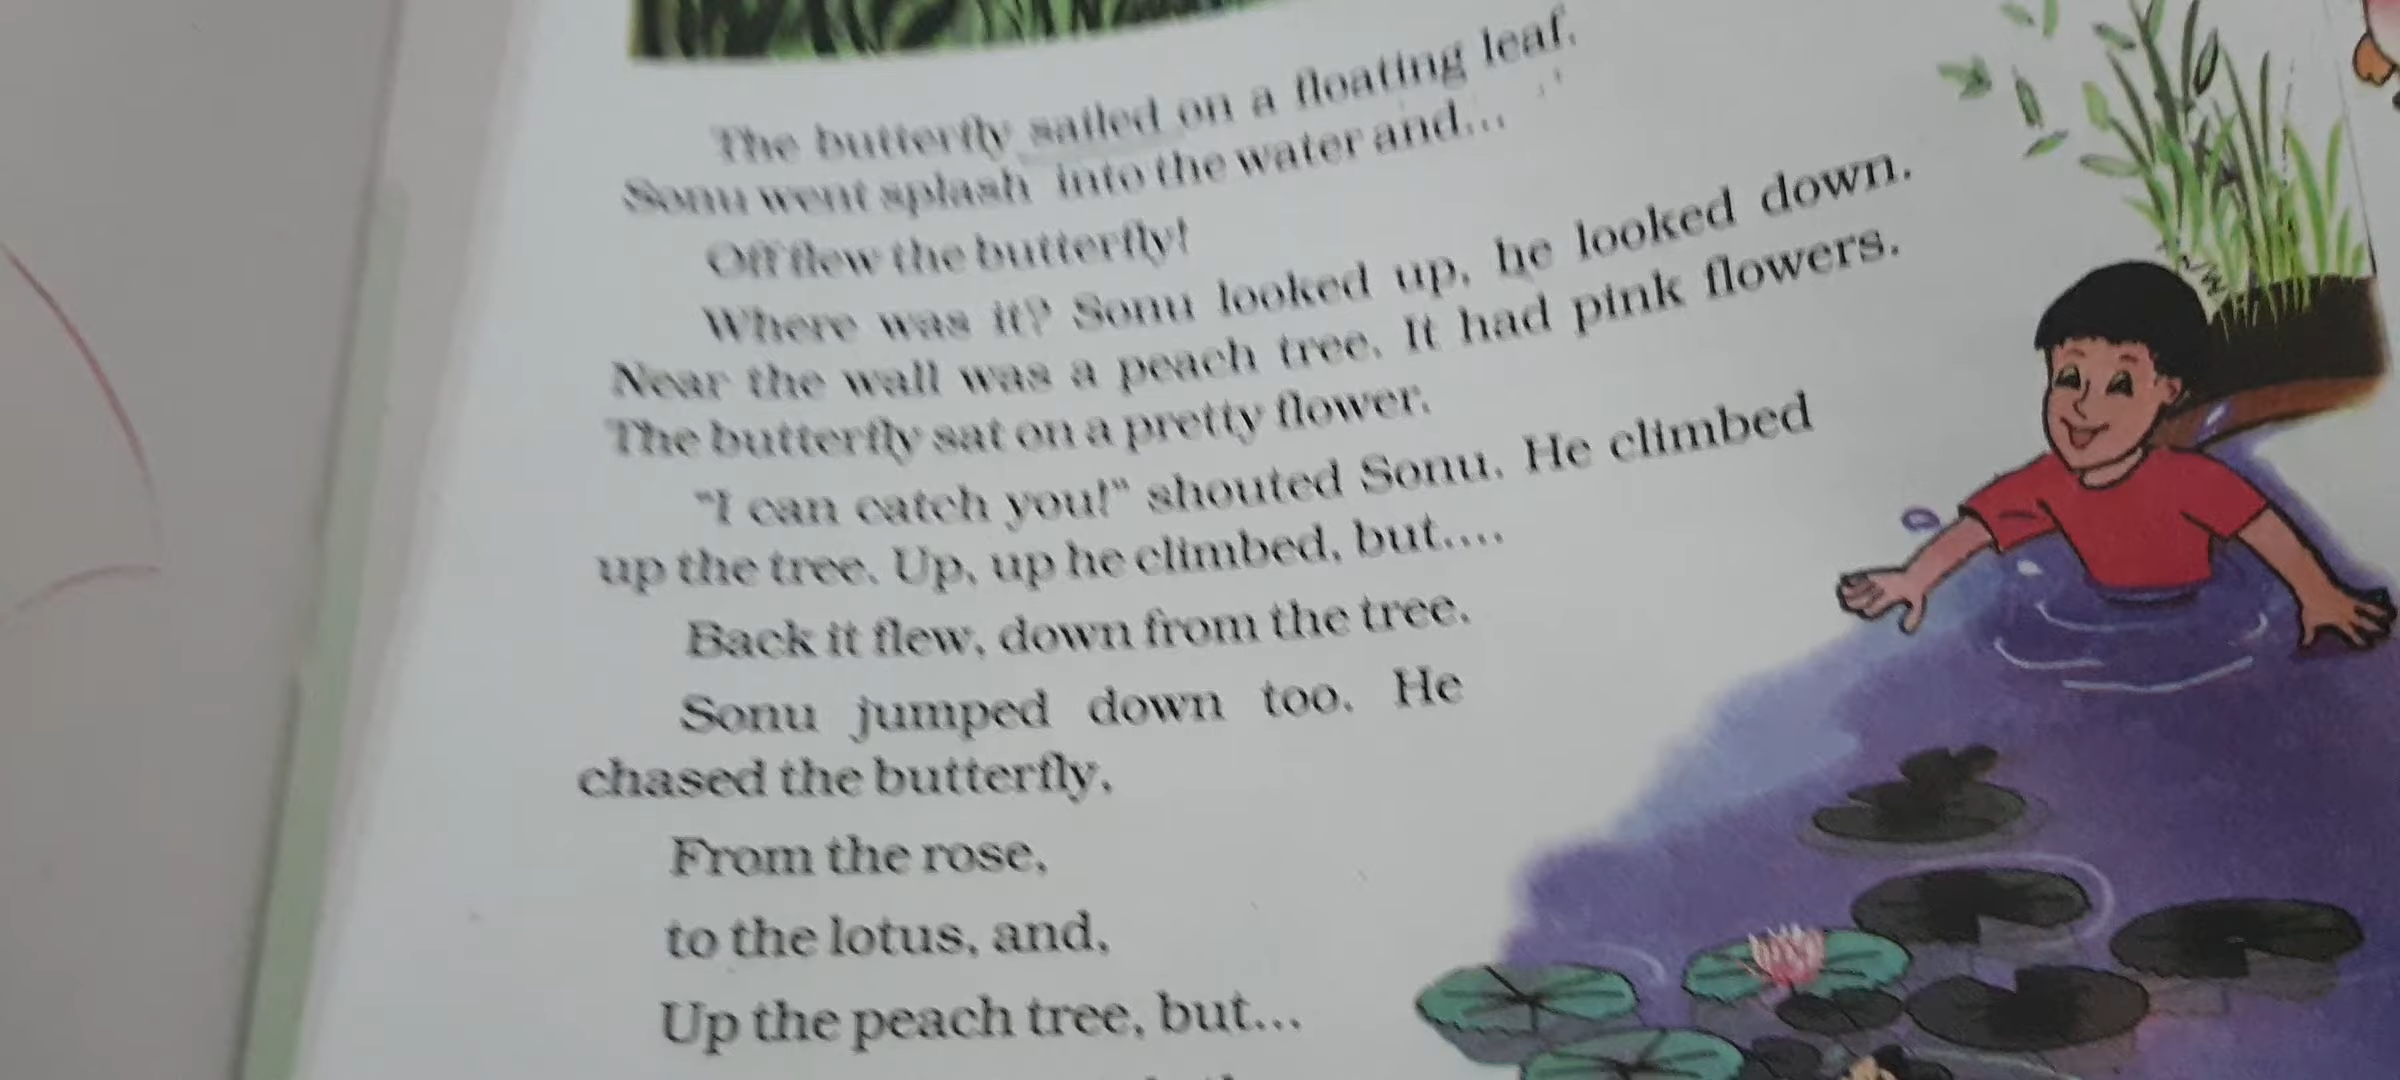 The butterfly sailed on a floating leaf.
Sonu went splash into the water and...
Off flew the butterfly!
Where was it? Sonu looked up, he looked down.
Near the wall was a peach tree. It had pink flowers.
The butterfly sat on a pretty flower.
"I can catch you!" shouted Sonu. He climbed
up the tree. Up, up he climbed, but....
Back it flew, down from the tree.
Sonu jumped down too. He
chased the butterfly,
From the rose,
to the lotus, and,
Up the peach tree, but...